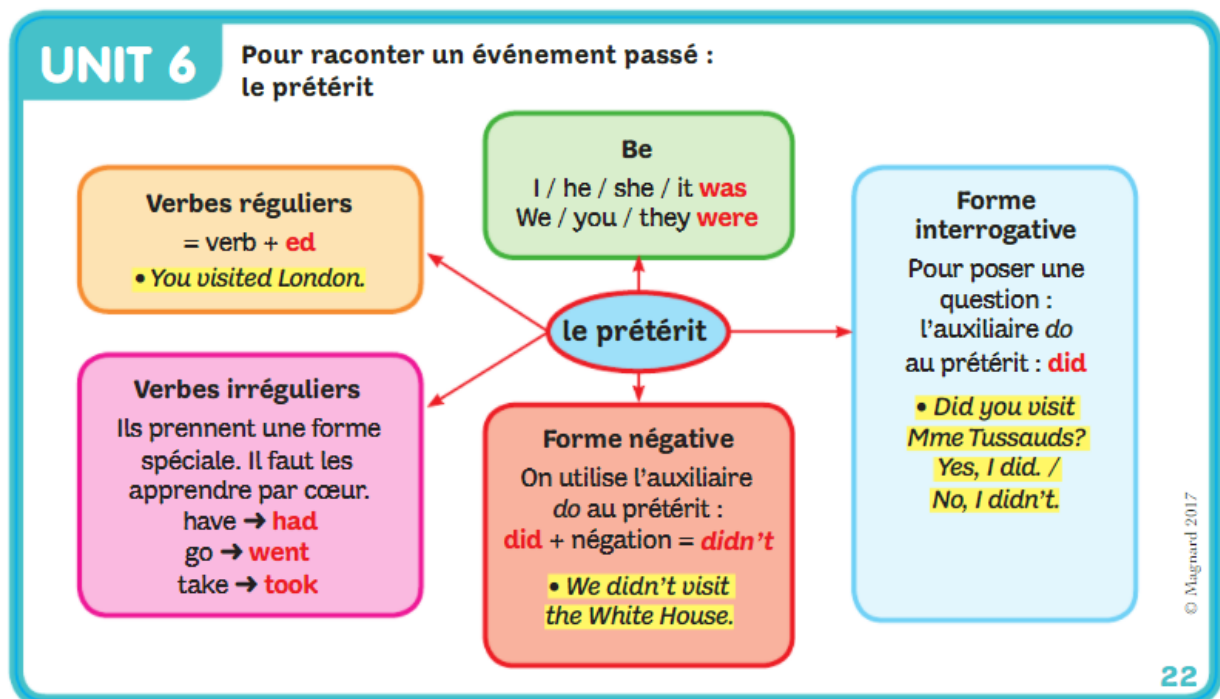 UNIT 6
Pour raconter un événement passé :
le prétérit
Verbes réguliers
= verb + ed
• You visited London.
Be
I / he / she / it was
We / you / they were
Forme
interrogative
Pour poser une
question :
l'auxiliaire do
au prétérit : did
• Did you visit
Mme Tussauds?
Yes, I did. /
No, I didn't.
le prétérit
Verbes irréguliers
Ils prennent une forme
spéciale. Il faut les
apprendre par cœur.
have → had
go → went
take → took
Forme négative
On utilise l'auxiliaire
do au prétérit :
did + négation = didn't
• We didn't visit
the White House.
© Magnard 2017
22